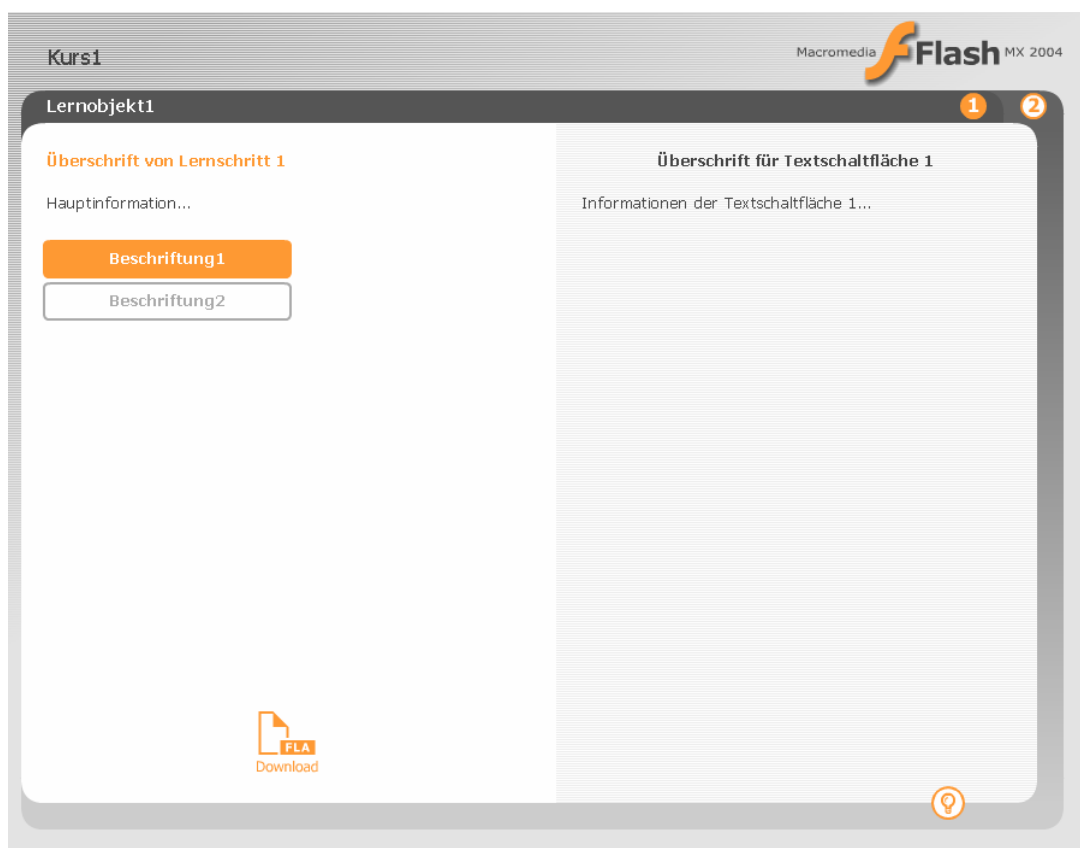 Kurs1
Macromedia Flash MX 2004
Lernobjekt1
1 2
Überschrift von Lernschritt 1
Hauptinformation...
Beschriftung1
Beschriftung2
FLA
Download
Überschrift für Textschaltfläche 1
Informationen der Textschaltfläche 1...